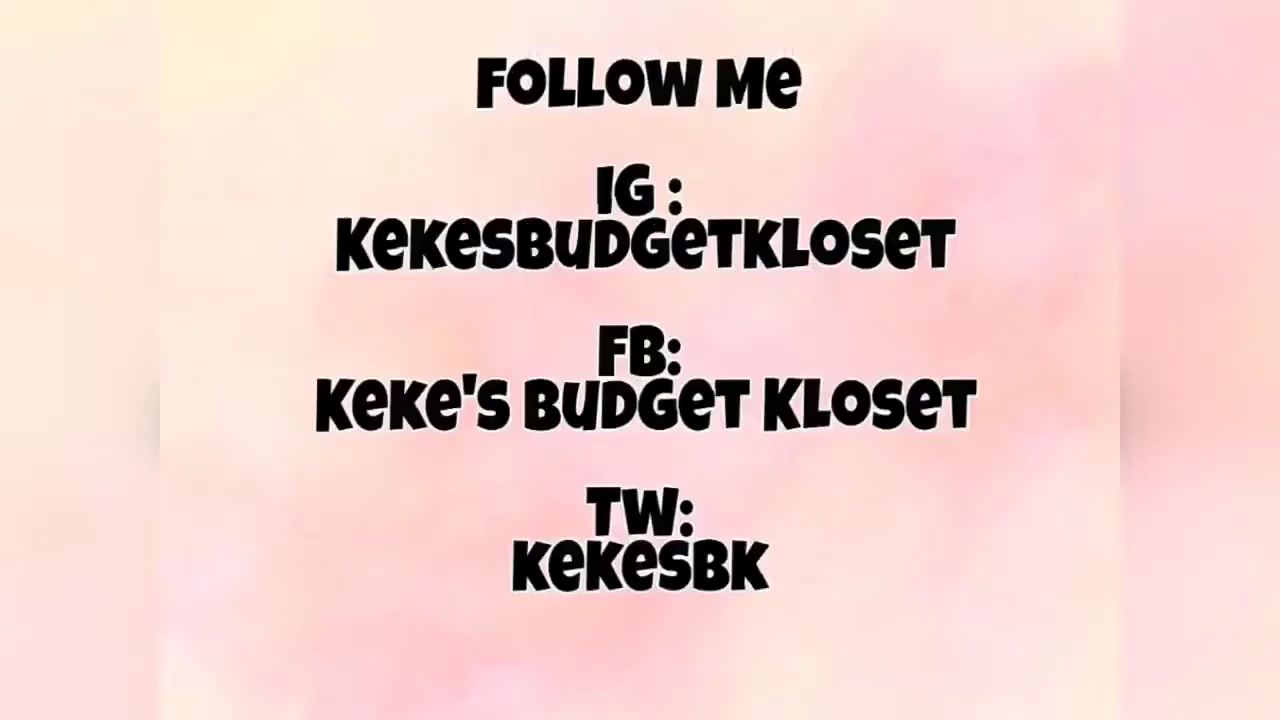 FOLLOW Me
IG :
KeKesBudgetKloset
FB:
KeKe's Budget Kloset
TW:
KeKesBK